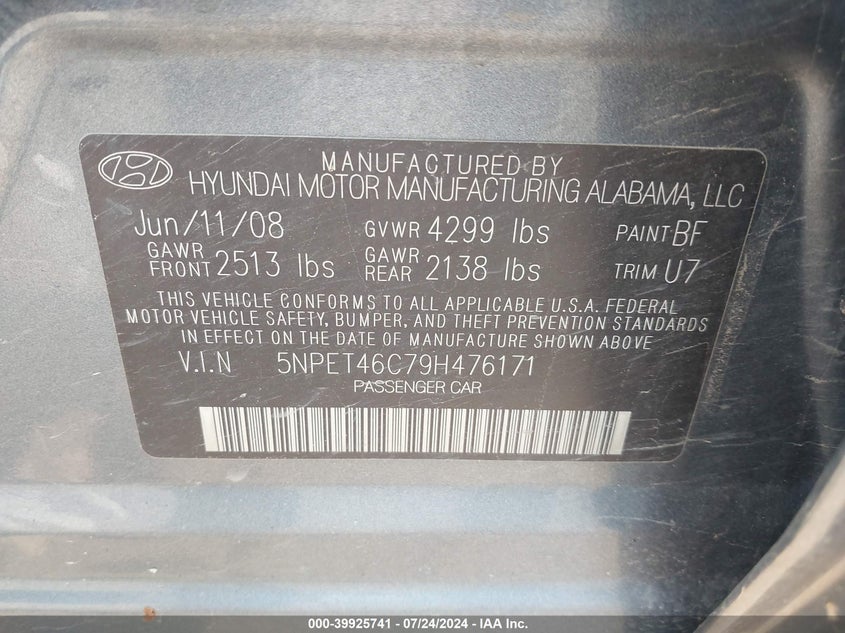 MANUFACTURED BY
HYUNDAI MOTOR MANUFACTURING ALABAMA, LLC
Jun/11/08 GVWR 4299 lbs PAINT BF
GAWR FRONT 2513 lbs GAWR REAR 2138 lbs TRIM U7
THIS VEHICLE CONFORMS TO ALL APPLICABLE U.S.A. FEDERAL
MOTOR VEHICLE SAFETY, BUMPER, AND THEFT PREVENTION STANDARDS
IN EFFECT ON THE DATE OF MANUFACTURE SHOWN ABOVE
V.I.N 5NPET46C79H476171
PASSENGER CAR
000-39925741 - 07/24/2024 - IAA Inc.